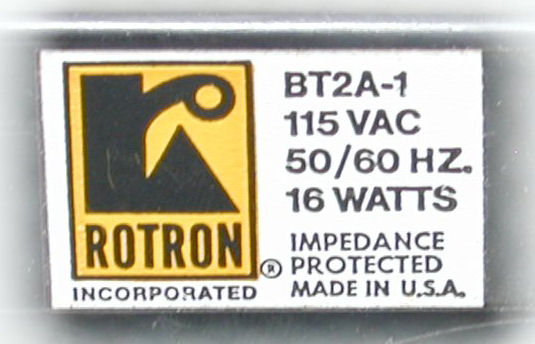 ROTRON
®
INCORPORATED
BT2A-1
115 VAC
50/60 HZ.
16 WATTS
IMPEDANCE
PROTECTED
MADE IN U.S.A.